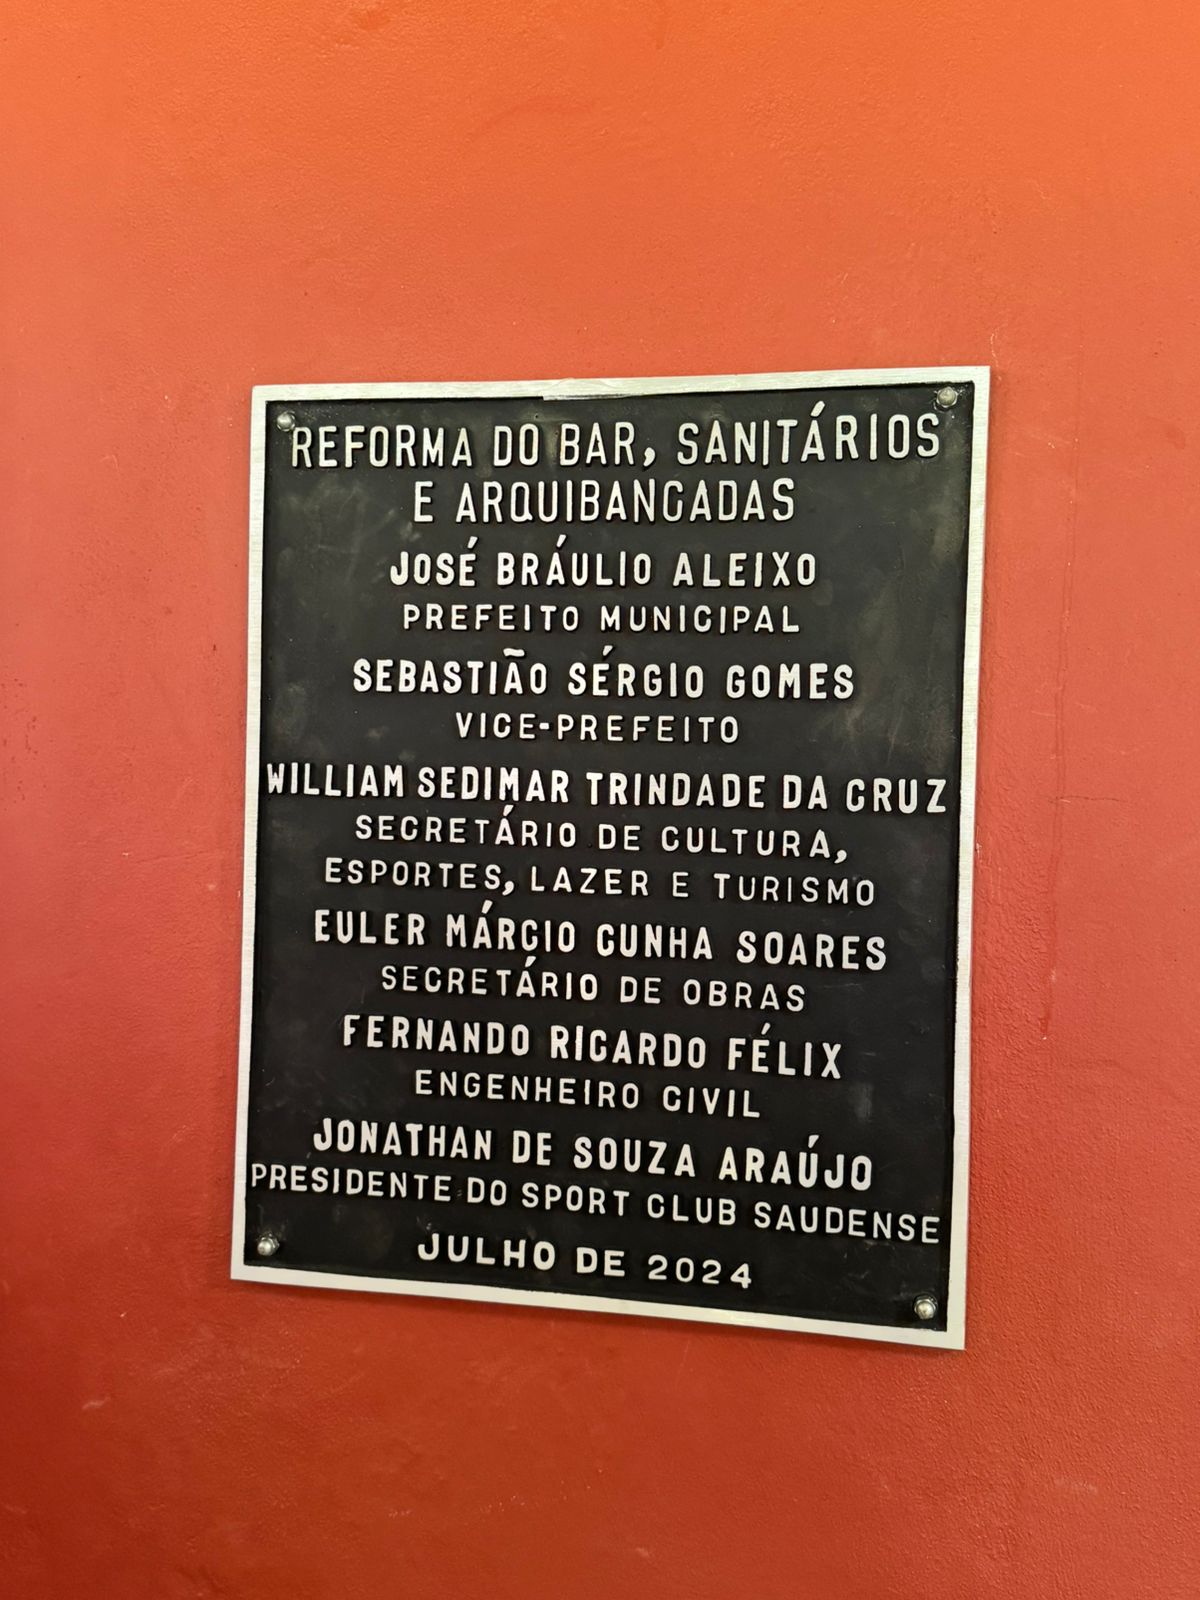 REFORMA DO BAR, SANITÁRIOS
E ARQUIBANCADAS
JOSÉ BRÁULIO ALEIXO
PREFEITO MUNICIPAL
SEBASTIÃO SÉRGIO GOMES
VICE-PREFEITO
WILLIAM SEDIMAR TRINDADE DA CRUZ
SECRETÁRIO DE CULTURA,
ESPORTES, LAZER E TURISMO
EULER MÁRCIO CUNHA SOARES
SECRETÁRIO DE OBRAS
FERNANDO RICARDO FÉLIX
ENGENHEIRO CIVIL
JONATHAN DE SOUZA ARAÚJO
PRESIDENTE DO SPORT CLUB SAUDENSE
JULHO DE 2024